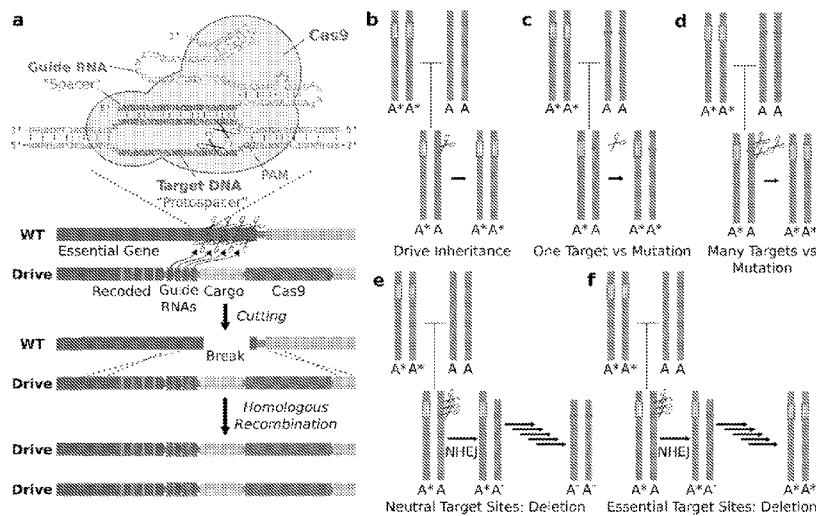 a
Cas9
Guide RNA
"Spacer"
3'
5'
PAM
Target DNA
"Protospacer"
WT
Essential Gene
Drive
Recoded
Guide
RNAs
Cargo
Cas9
Cutting
WT
Break
Drive
Homologous
Recombination
Drive
Drive
b
A* A*
A A
A* A
A* A*
Drive Inheritance
c
A* A*
A A
A* A
A* A
One Target vs Mutation
d
A* A*
A A
A* A
A* A*
Many Targets vs
Mutation
e
A* A*
A A
NHEJ
A* A
A* A-
A- A-
Neutral Target Sites: Deletion
f
A* A*
A A
NHEJ
A* A
A* A-
A* A*
Essential Target Sites: Deletion